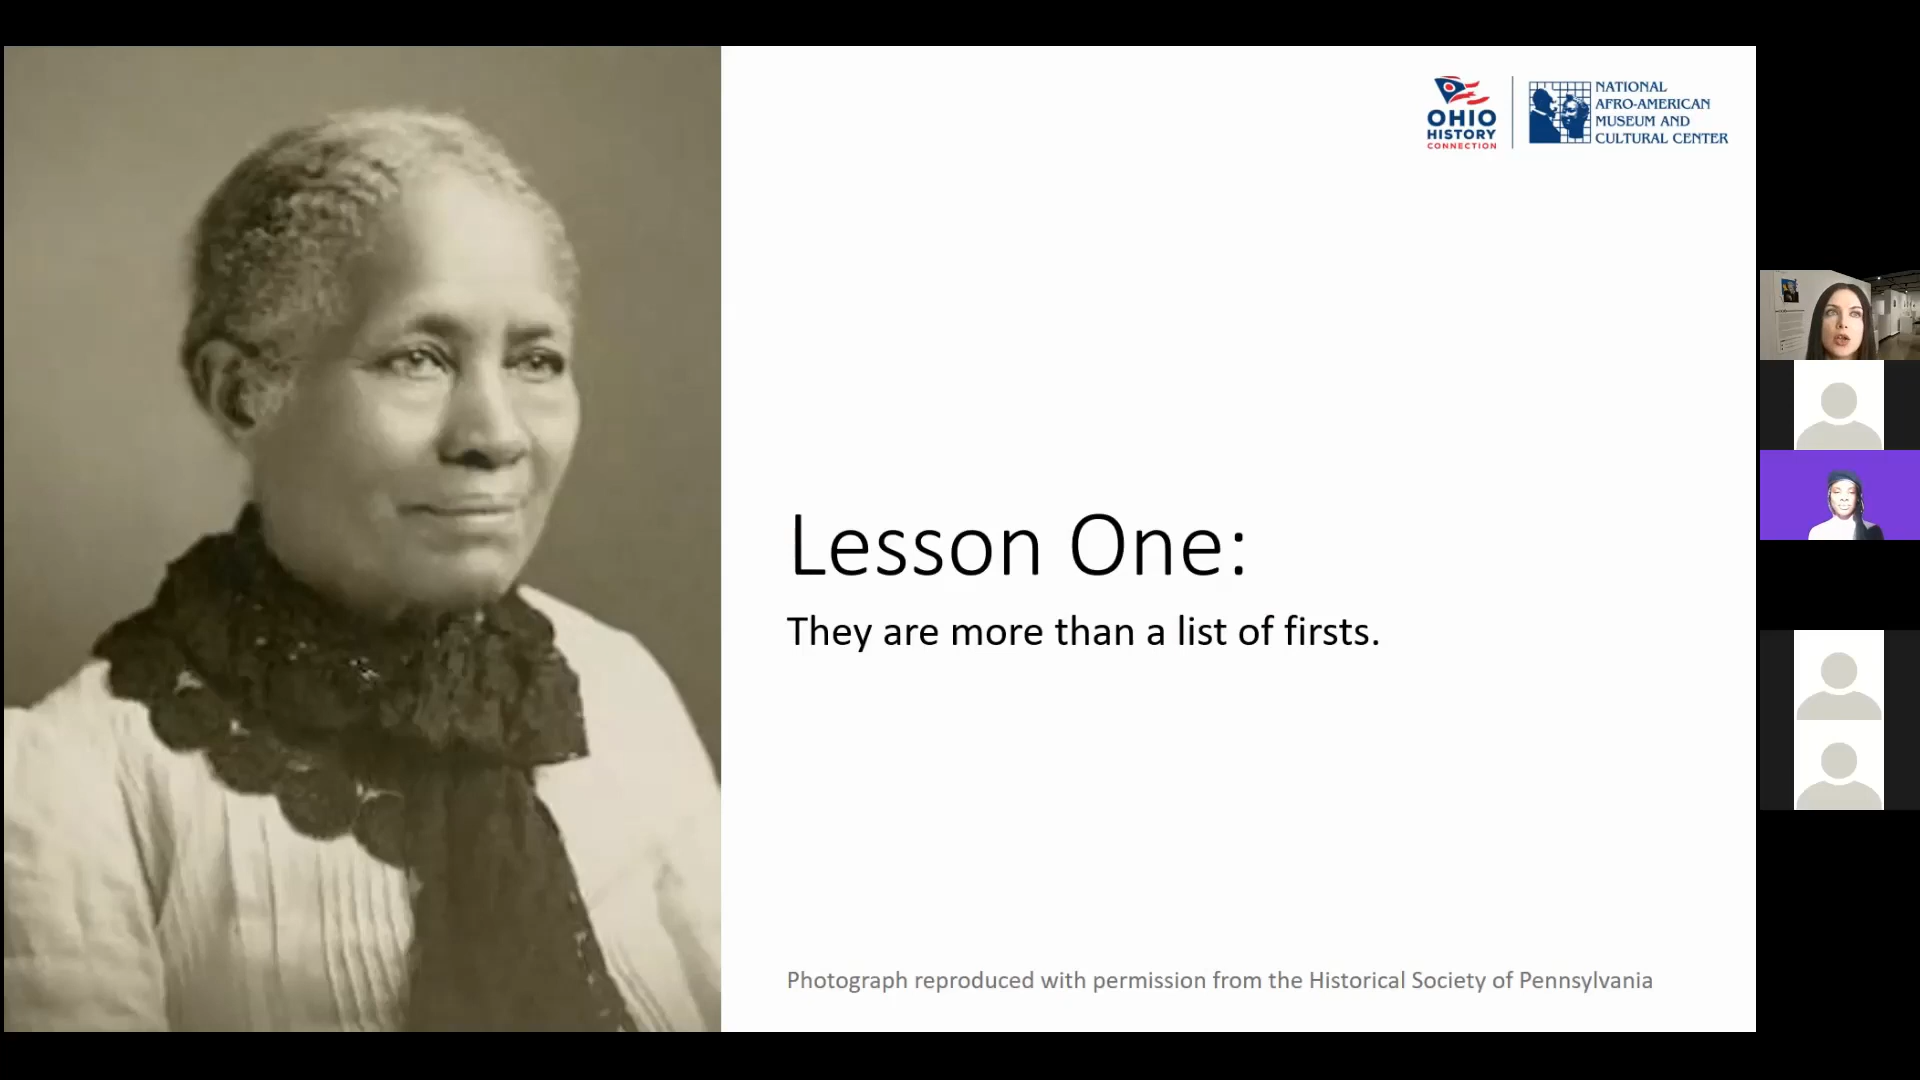 OHIO
HISTORY
CONNECTION
NATIONAL
AFRO-AMERICAN
MUSEUM AND
CULTURAL CENTER
Lesson One:
They are more than a list of firsts.
Photograph reproduced with permission from the Historical Society of Pennsylvania